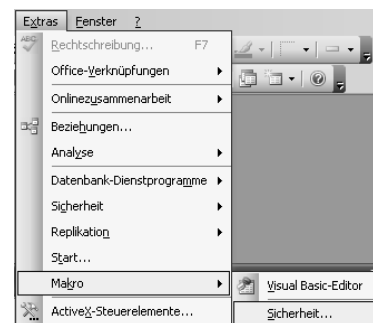 Extras Fenster ?
Rechtschreibung... F7
Office-Verknüpfungen
Onlinezusammenarbeit
Beziehungen...
Analyse
Datenbank-Dienstprogramme
Sicherheit
Replikation
Start...
Makro
Visual Basic-Editor
ActiveX-Steuerelemente...
Sicherheit...